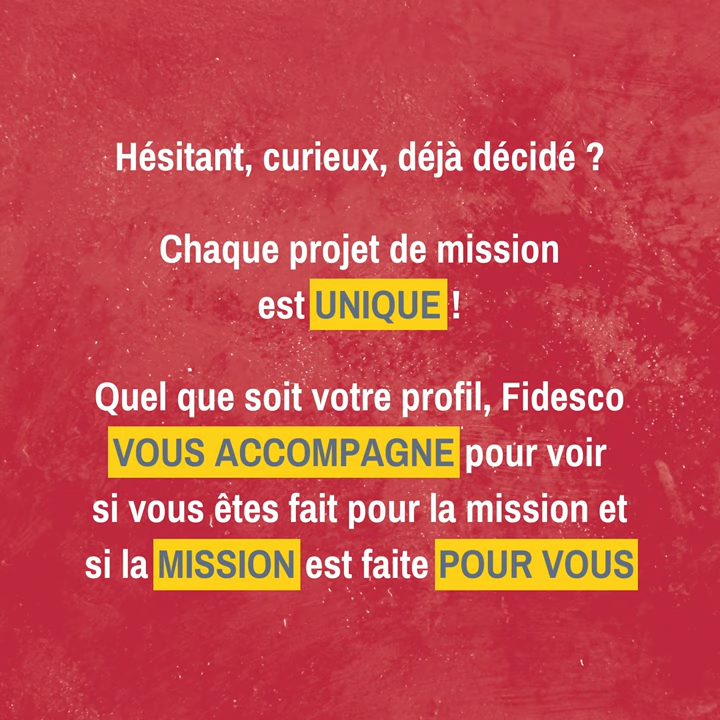 Hésitant, curieux, déjà décidé ?
Chaque projet de mission
est UNIQUE !
Quel que soit votre profil, Fidesco
VOUS ACCOMPAGNE pour voir
si vous êtes fait pour la mission et
si la MISSION est faite POUR VOUS